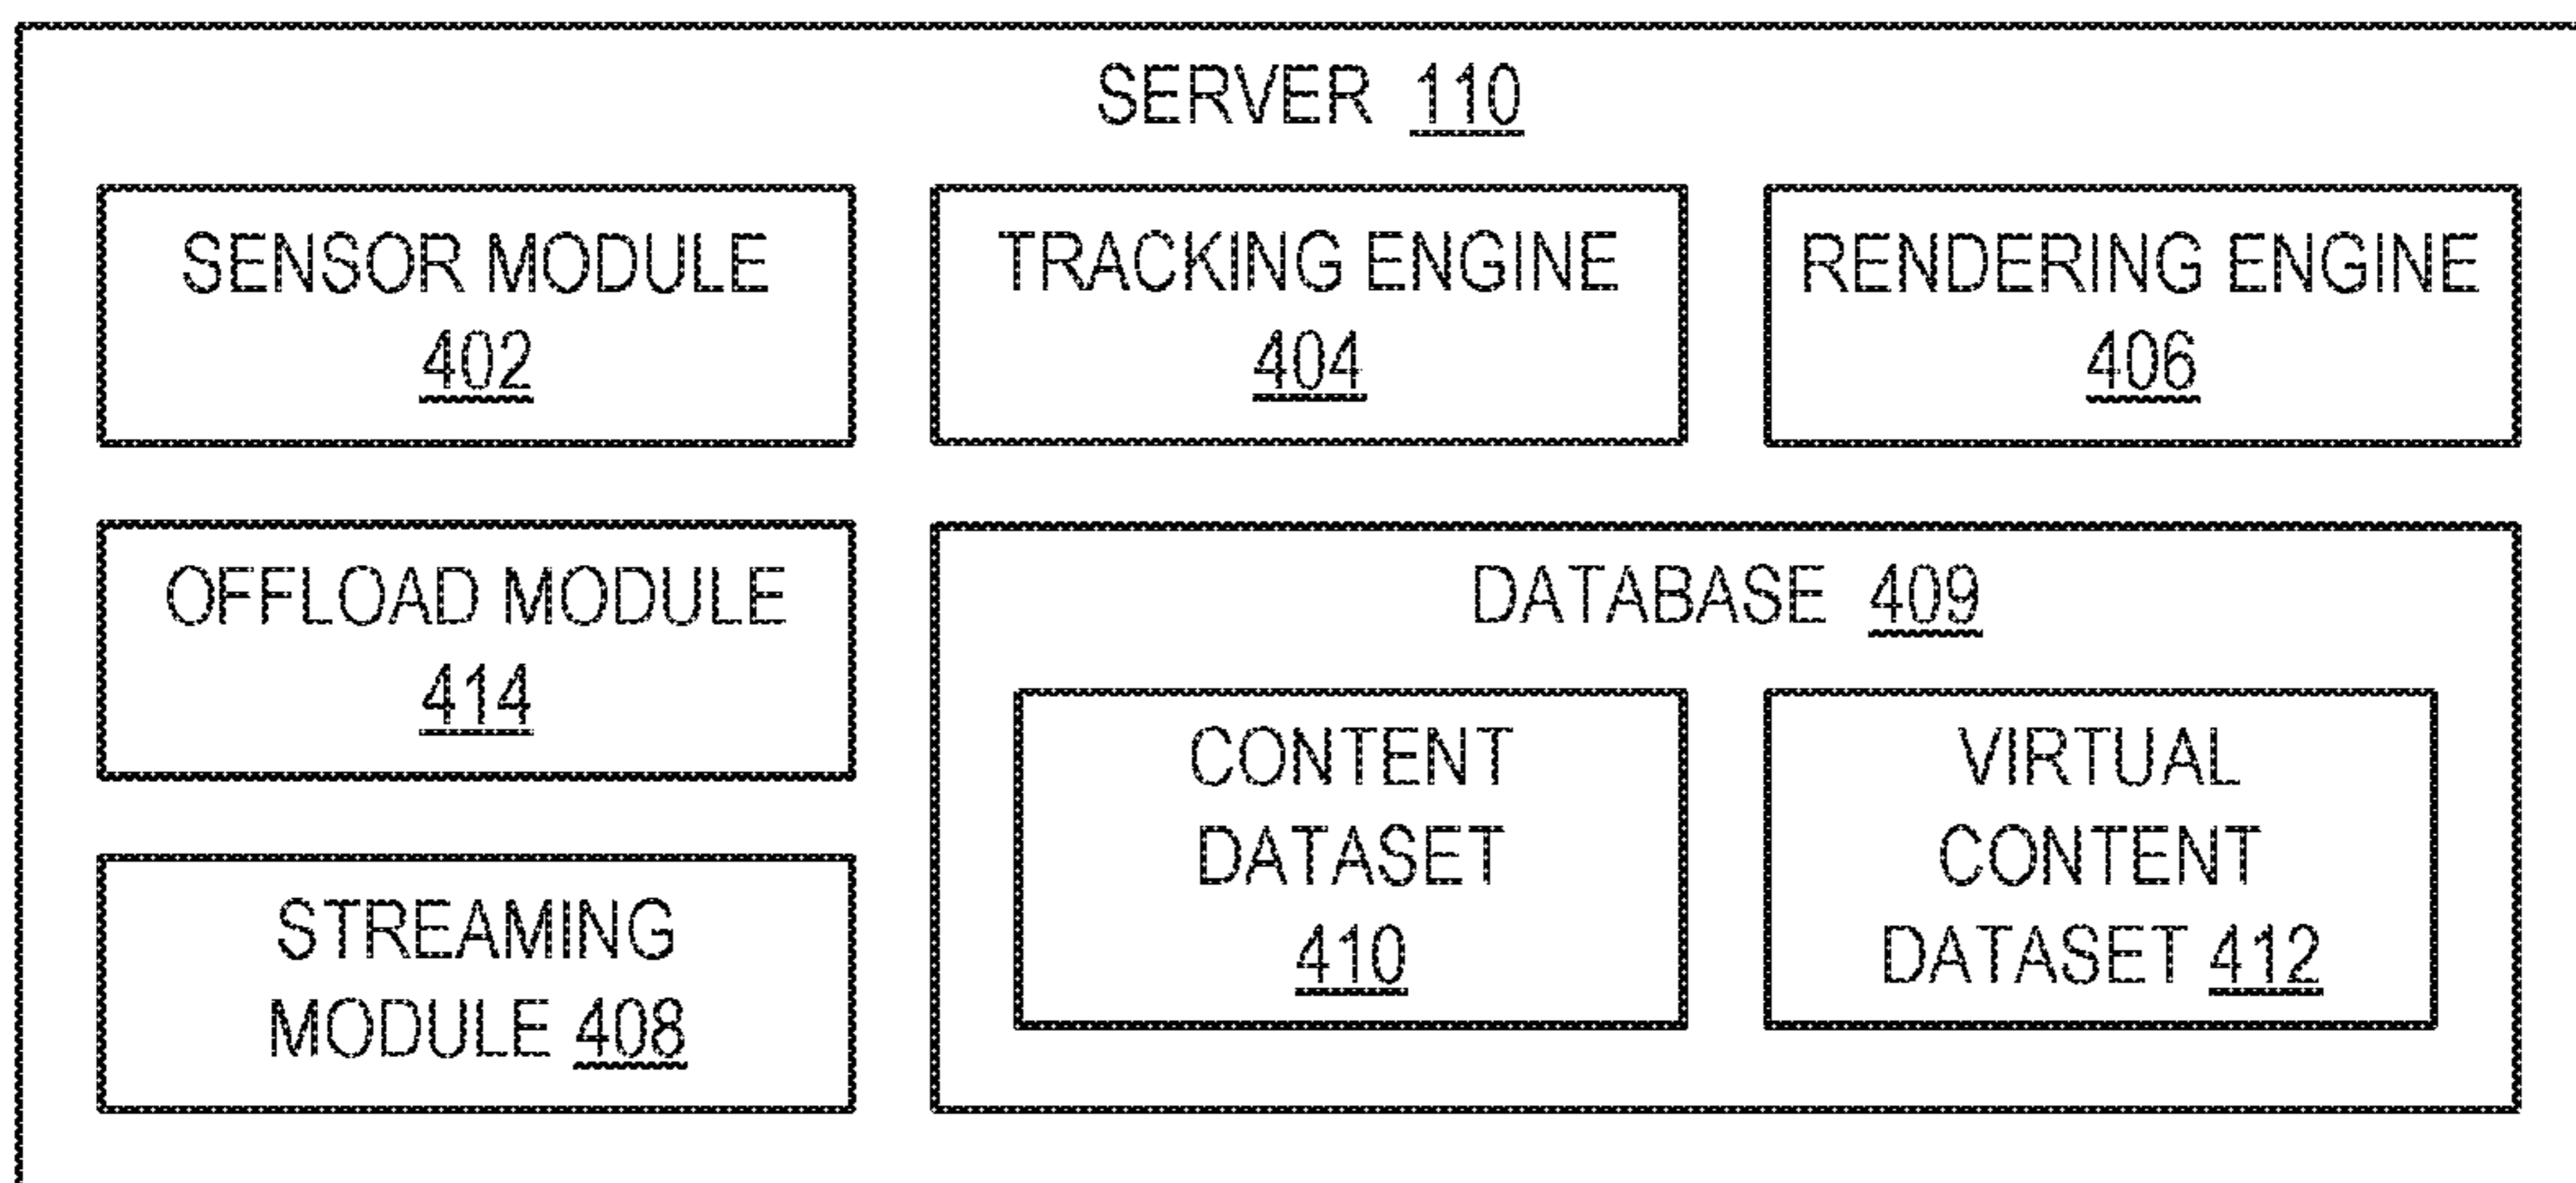 SERVER 110
SENSOR MODULE
402
TRACKING ENGINE
404
RENDERING ENGINE
406
OFFLOAD MODULE
414
DATABASE 409
CONTENT
DATASET
410
VIRTUAL
CONTENT
DATASET 412
STREAMING
MODULE 408